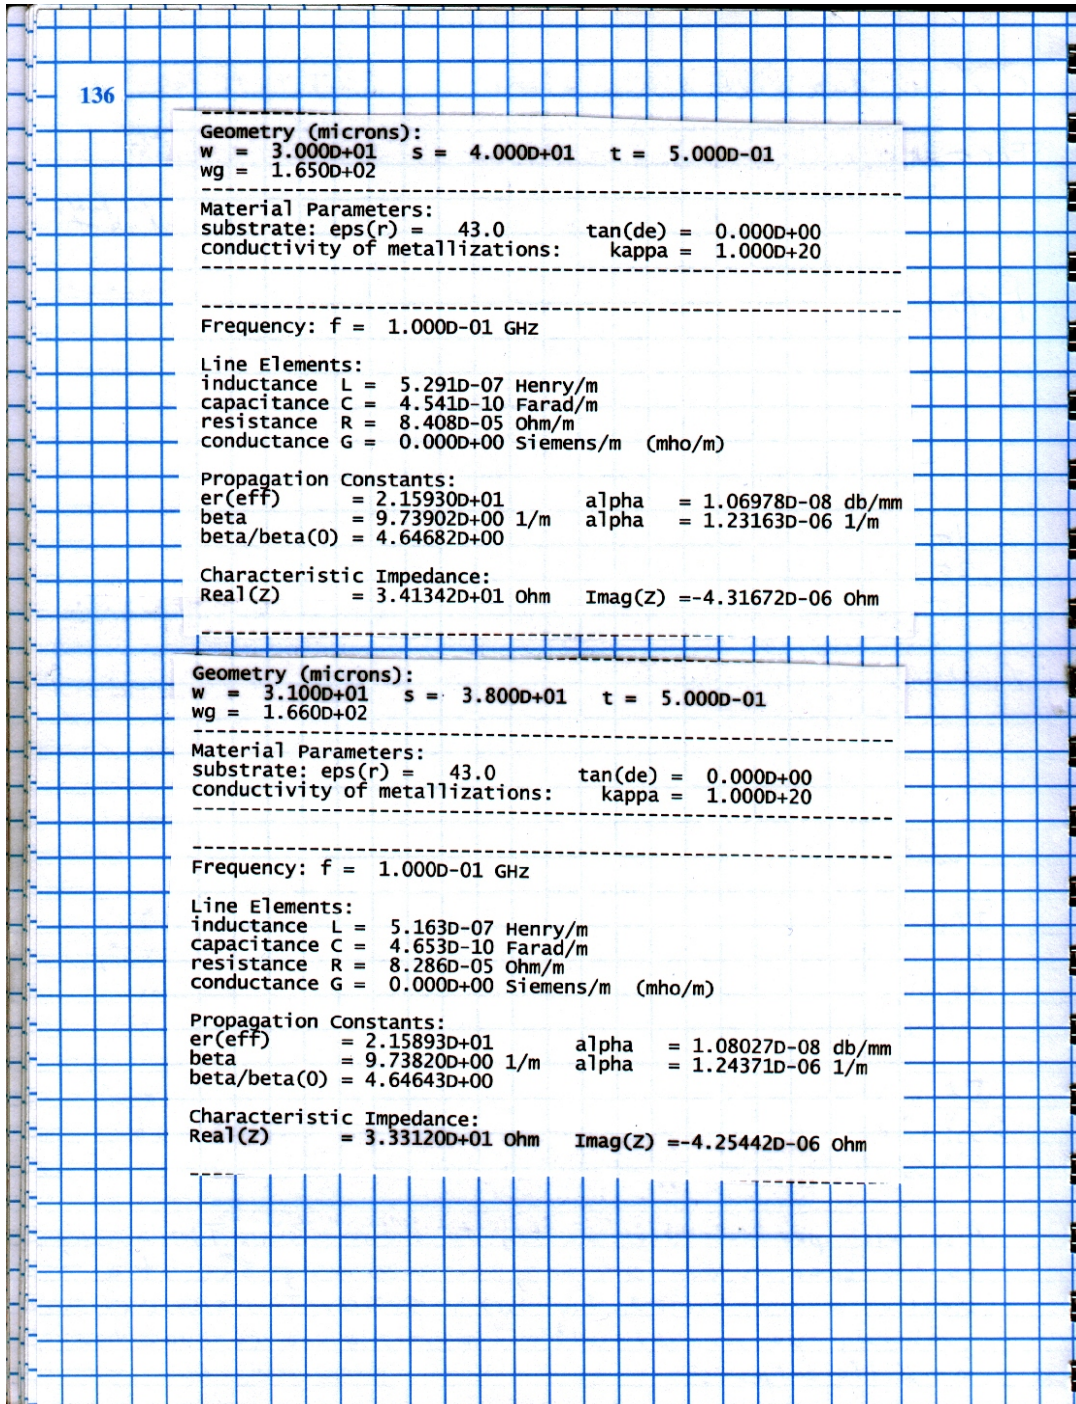 136
--------------------------------------------------------------------------------
Geometry (microns):
w  =  3.000D+01   s =  4.000D+01   t =  5.000D-01
wg =  1.650D+02
--------------------------------------------------------------------------------
Material Parameters:
substrate: eps(r) =   43.0        tan(de) =  0.000D+00
conductivity of metallizations:     kappa =  1.000D+20
--------------------------------------------------------------------------------
--------------------------------------------------------------------------------
Frequency: f =  1.000D-01 GHz
Line Elements:
inductance  L =  5.291D-07 Henry/m
capacitance C =  4.541D-10 Farad/m
resistance  R =  8.408D-05 Ohm/m
conductance G =  0.000D+00 Siemens/m  (mho/m)
Propagation Constants:
er(eff)        = 2.15930D+01      alpha   = 1.06978D-08 db/mm
beta           = 9.73902D+00 1/m  alpha   = 1.23163D-06 1/m
beta/beta(0) = 4.64682D+00
Characteristic Impedance:
Real(Z)        = 3.41342D+01 Ohm   Imag(Z) =-4.31672D-06 Ohm
--------------------------------------------------------------------------------
Geometry (microns):
w  =  3.100D+01   s =  3.800D+01   t =  5.000D-01
wg =  1.660D+02
--------------------------------------------------------------------------------
Material Parameters:
substrate: eps(r) =   43.0        tan(de) =  0.000D+00
conductivity of metallizations:     kappa =  1.000D+20
--------------------------------------------------------------------------------
--------------------------------------------------------------------------------
Frequency: f =  1.000D-01 GHz
Line Elements:
inductance  L =  5.163D-07 Henry/m
capacitance C =  4.653D-10 Farad/m
resistance  R =  8.286D-05 Ohm/m
conductance G =  0.000D+00 Siemens/m  (mho/m)
Propagation Constants:
er(eff)        = 2.15893D+01      alpha   = 1.08027D-08 db/mm
beta           = 9.73820D+00 1/m  alpha   = 1.24371D-06 1/m
beta/beta(0) = 4.64643D+00
Characteristic Impedance:
Real(Z)        = 3.33120D+01 Ohm   Imag(Z) =-4.25442D-06 Ohm